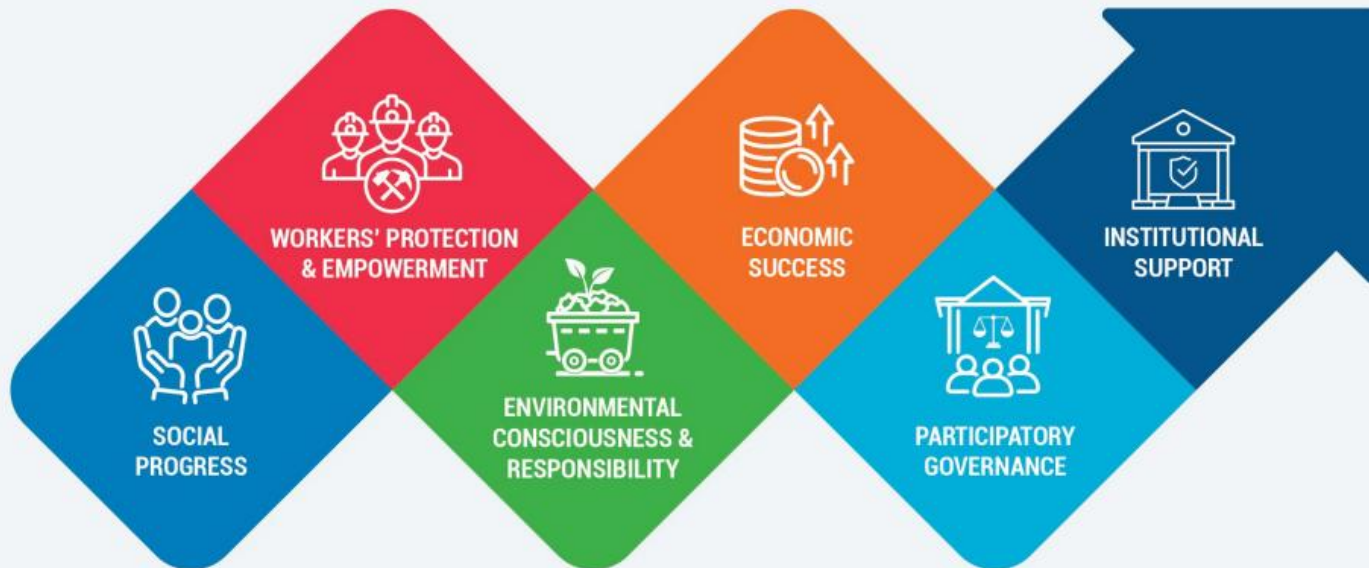 SOCIAL
PROGRESS
WORKERS' PROTECTION
& EMPOWERMENT
ENVIRONMENTAL
CONSCIOUSNESS &
RESPONSIBILITY
ECONOMIC
SUCCESS
PARTICIPATORY
GOVERNANCE
INSTITUTIONAL
SUPPORT